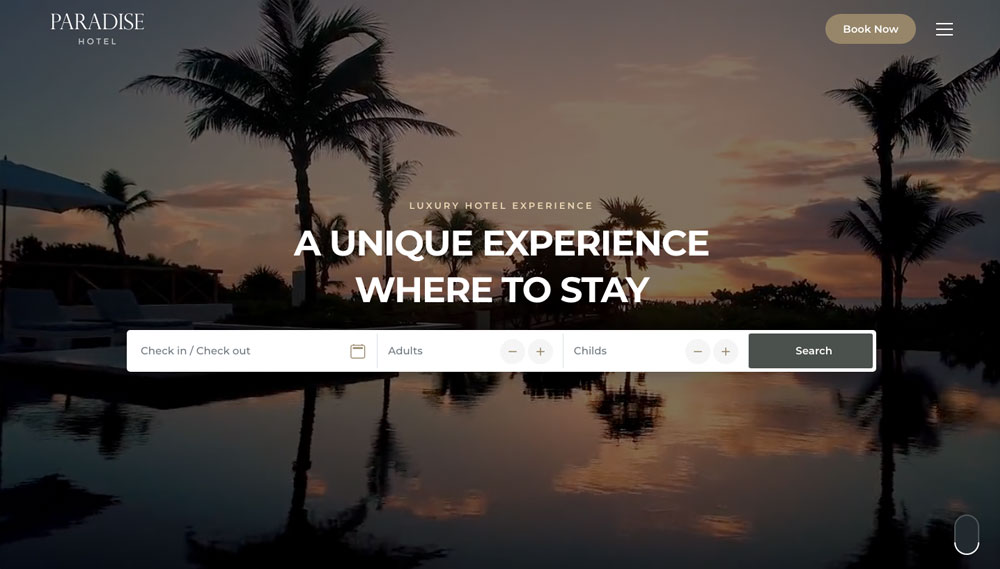 PARADISE
HOTEL
Book Now
LUXURY HOTEL EXPERIENCE
A UNIQUE EXPERIENCE
WHERE TO STAY
Check in / Check out
Adults
Childs
Search